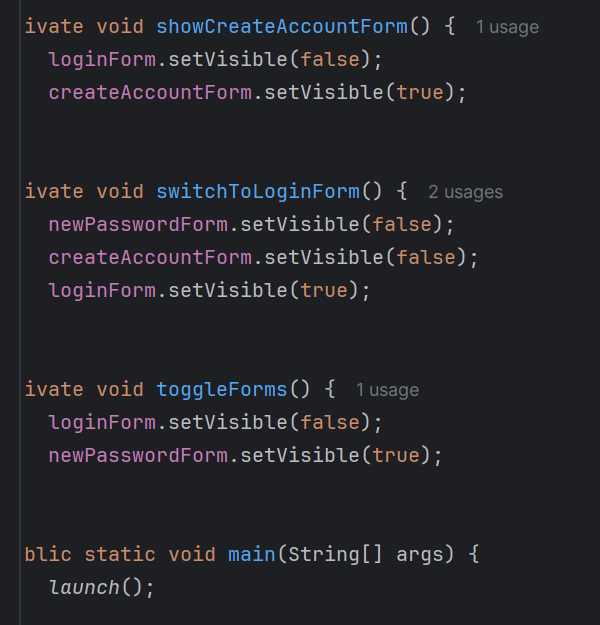 ivate void showCreateAccountForm() { 1 usage
loginForm.setVisible(false);
createAccountForm.setVisible(true);
ivate void switchToLoginForm() { 2 usages
newPasswordForm.setVisible(false);
createAccountForm.setVisible(false);
loginForm.setVisible(true);
ivate void toggleForms() { 1 usage
loginForm.setVisible(false);
newPasswordForm.setVisible(true);
blic static void main(String[] args) {
launch();